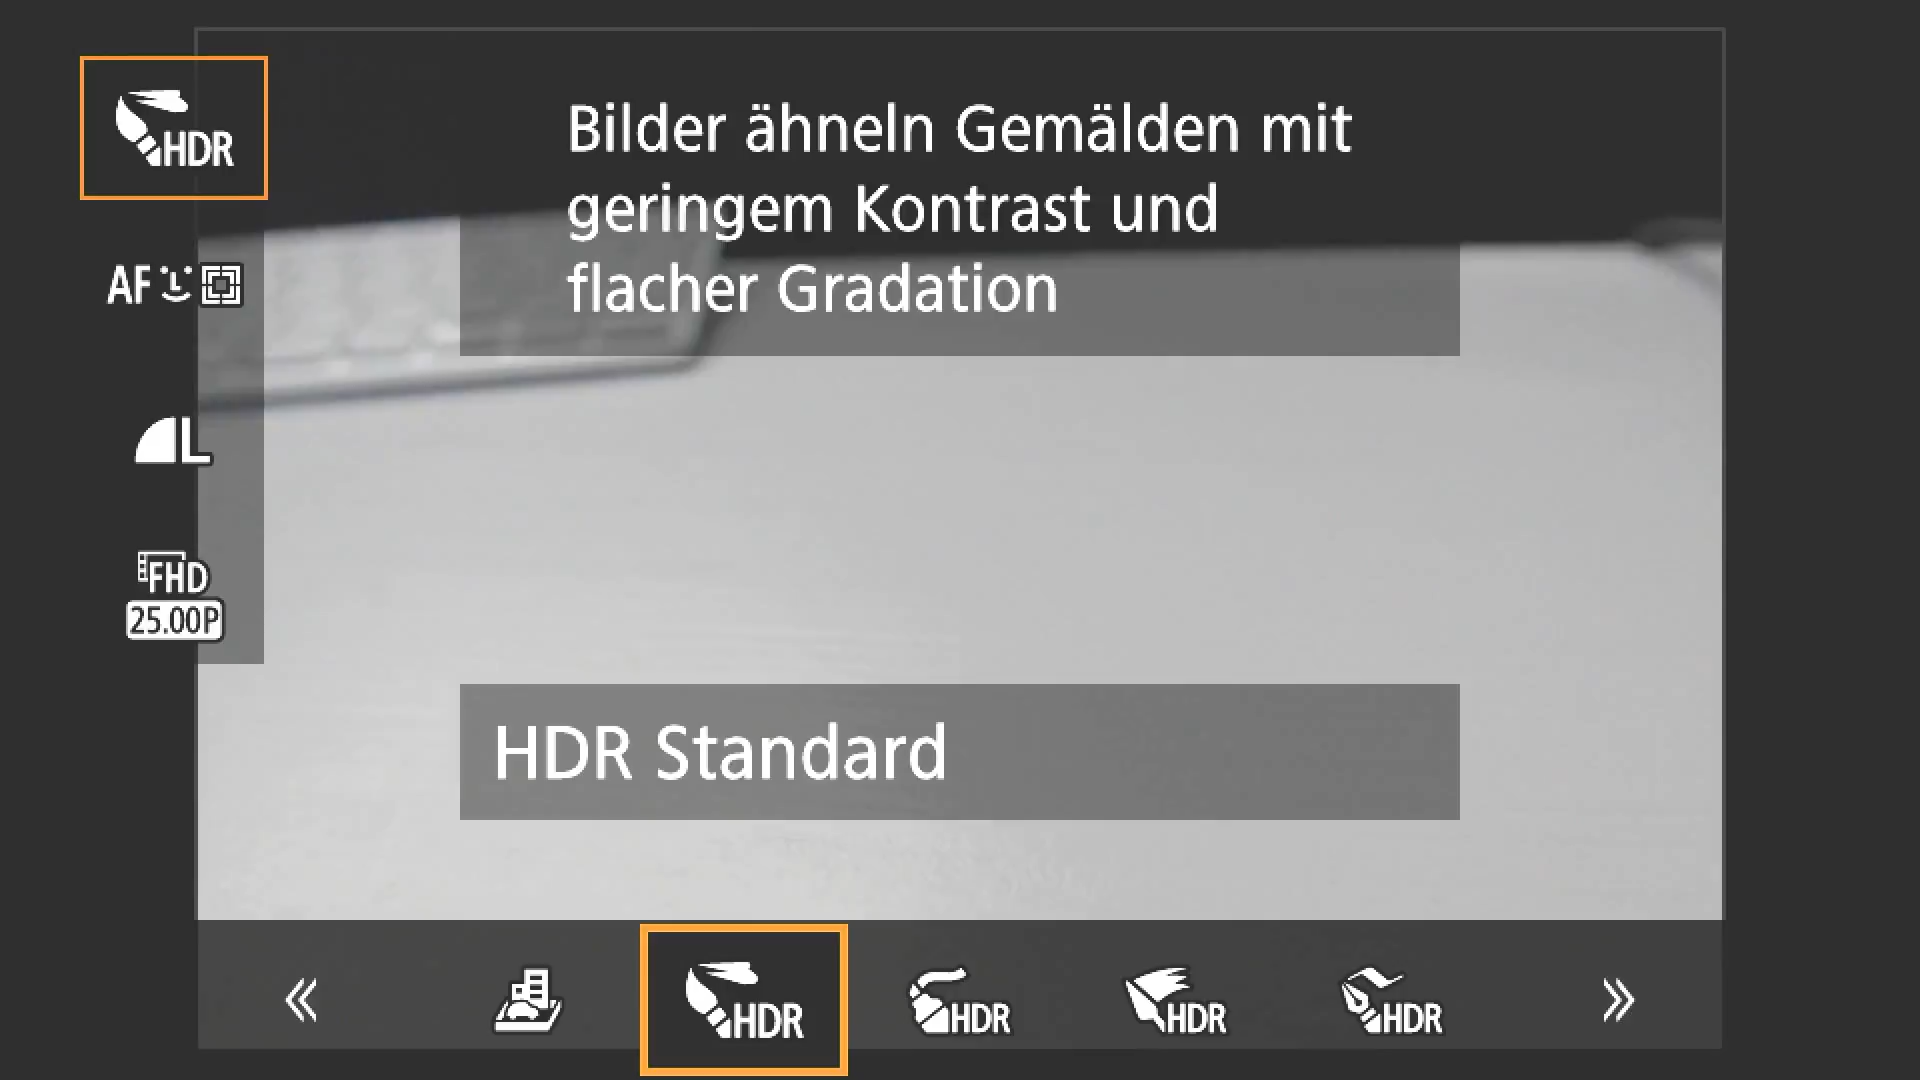 HDR
Bilder ähneln Gemälden mit
geringem Kontrast und
flacher Gradation
AF
L
FHD
25.00P
HDR Standard
HDR
HDR
HDR
HDR